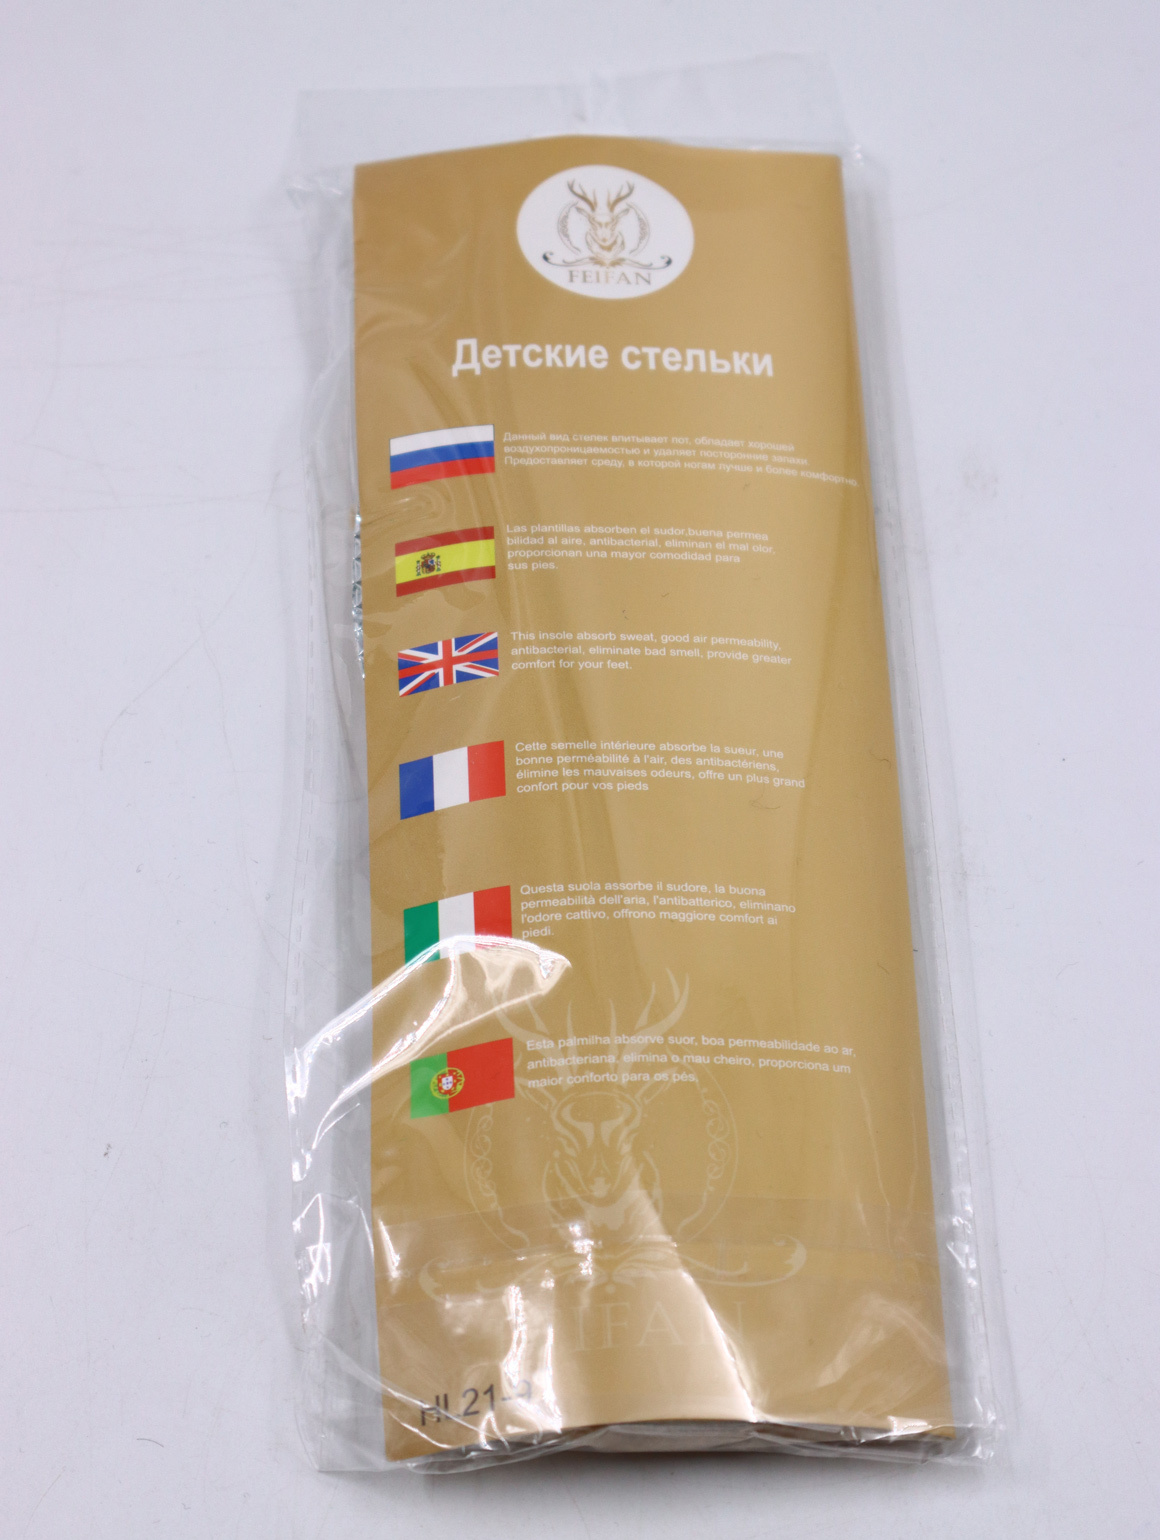 FEIFAN
Детские стельки
Данный вид стелек впитывает пот, обладает хорошей
воздухопроницаемостью и удаляет посторонние запахи.
Предоставляет среду, в которой ногам лучше и более комфортно.
Las plantillas absorben el sudor,buena permea
bilidad al aire, antibacterial, eliminan el mal olor,
proporcionan una mayor comodidad para
sus pies.
This insole absorb sweat, good air permeability,
antibacterial, eliminate bad smell, provide greater
comfort for your feet.
Cette semelle intérieure absorbe la sueur, une
bonne perméabilité à l'air, des antibactériens,
élimine les mauvaises odeurs, offre un plus grand
confort pour vos pieds
Questa suola assorbe il sudore, la buona
permeabilità dell'aria, l'antibatterico, eliminano
l'odore cattivo, offrono maggiore comfort ai
piedi.
Esta palmilha absorve suor, boa permeabilidade ao ar,
antibacteriana, elimina o mau cheiro, proporciona um
maior conforto para os pés.
FEIFAN